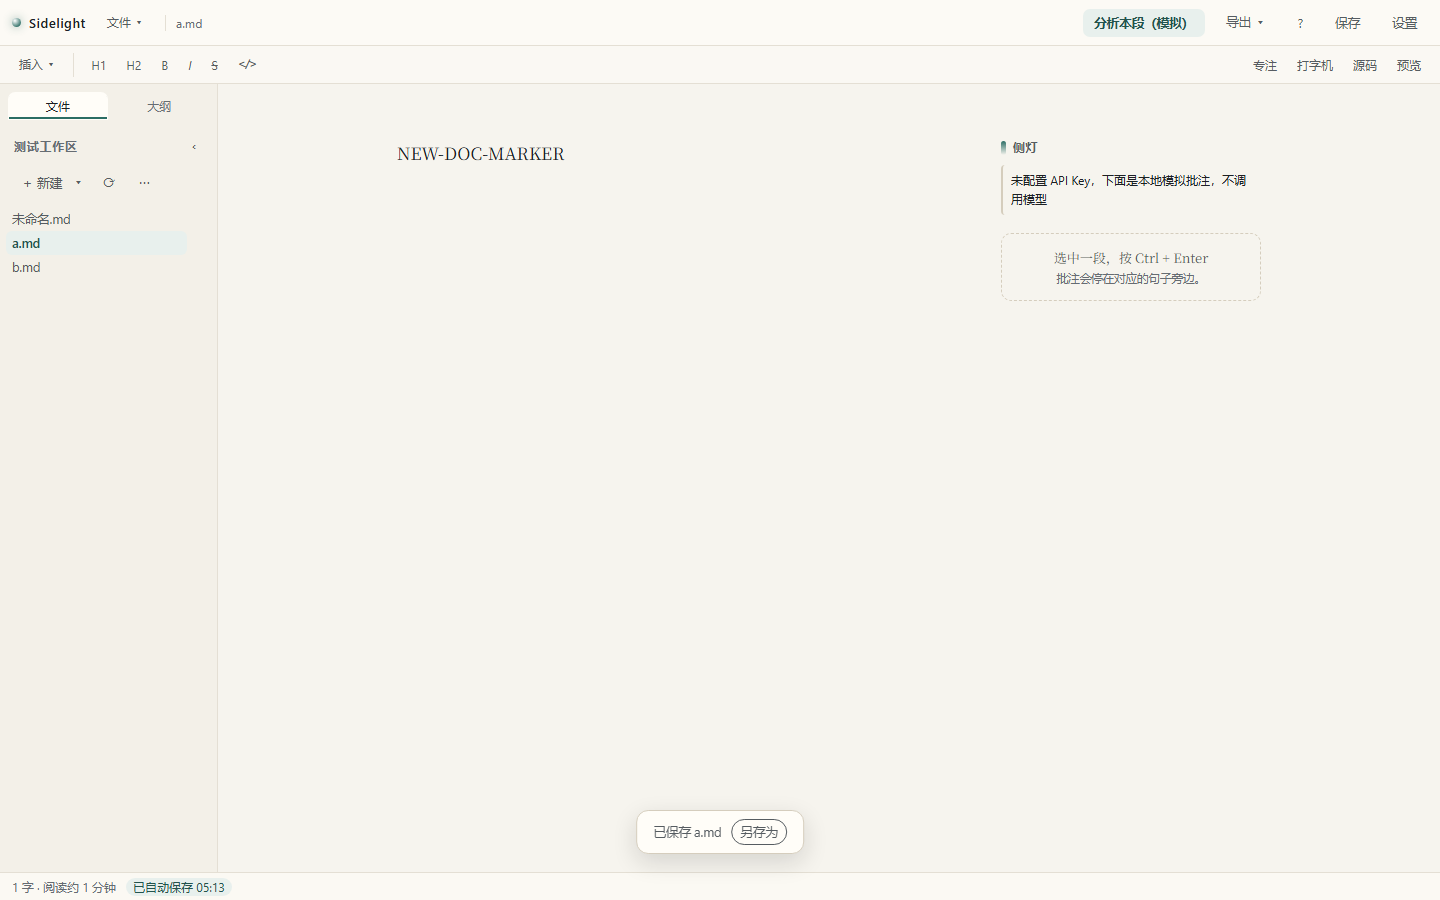 Sidelight 文件 a.md 分析本段（模拟） 导出 ? 保存 设置
插入 H1 H2 B I S </> 专注 打字机 源码 预览
文件 大纲
测试工作区
+ 新建 ⟳ ···
未命名.md
a.md
b.md
NEW-DOC-MARKER
侧灯
未配置 API Key，下面是本地模拟批注，不调
用模型
选中一段，按 Ctrl + Enter
批注会停在对应的句子旁边。
已保存 a.md 另存为
1 字 · 阅读约 1 分钟 已自动保存 05:13